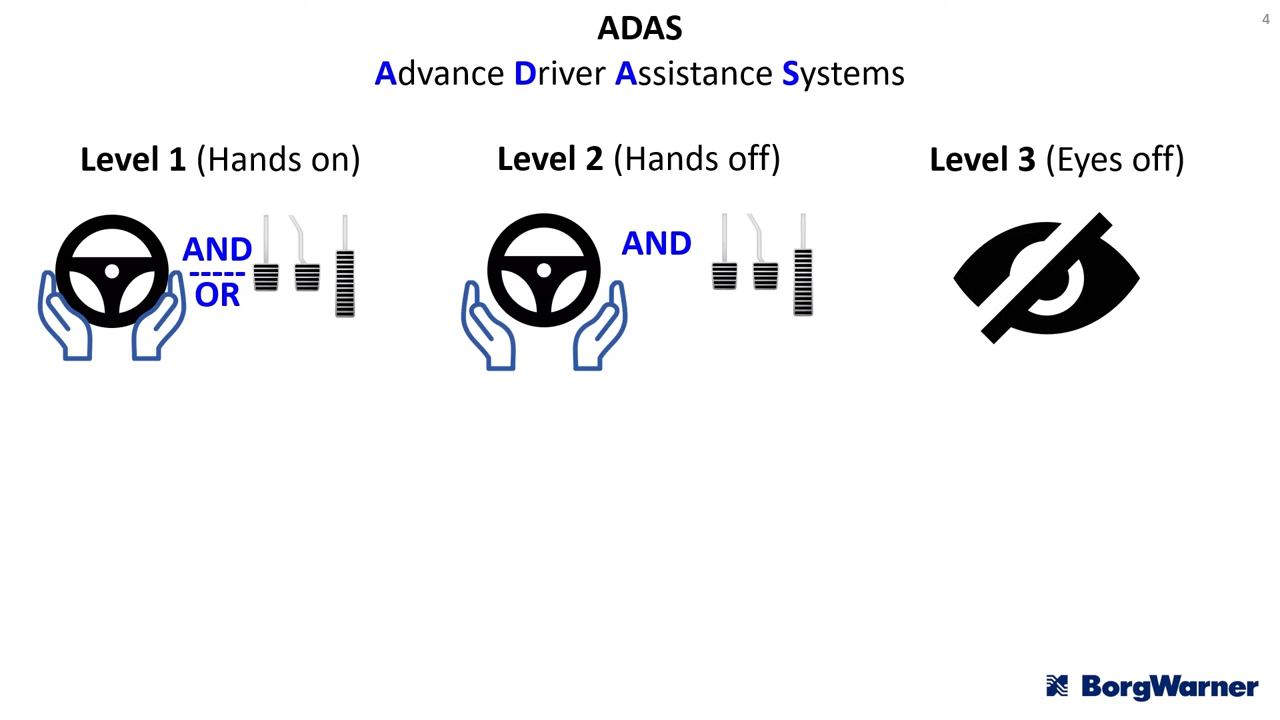 4
ADAS
Advance Driver Assistance Systems
Level 1 (Hands on)
Level 2 (Hands off)
Level 3 (Eyes off)
AND
OR
AND
BorgWarner